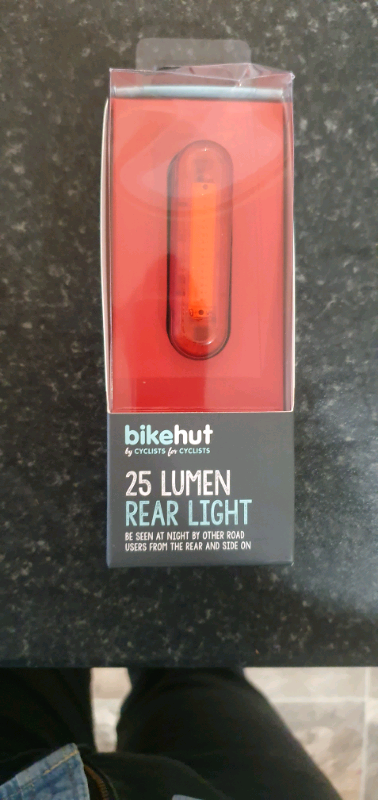 bikehut
by CYCLISTS for CYCLISTS
25 LUMEN
REAR LIGHT
BE SEEN AT NIGHT BY OTHER ROAD
USERS FROM THE REAR AND SIDE ON